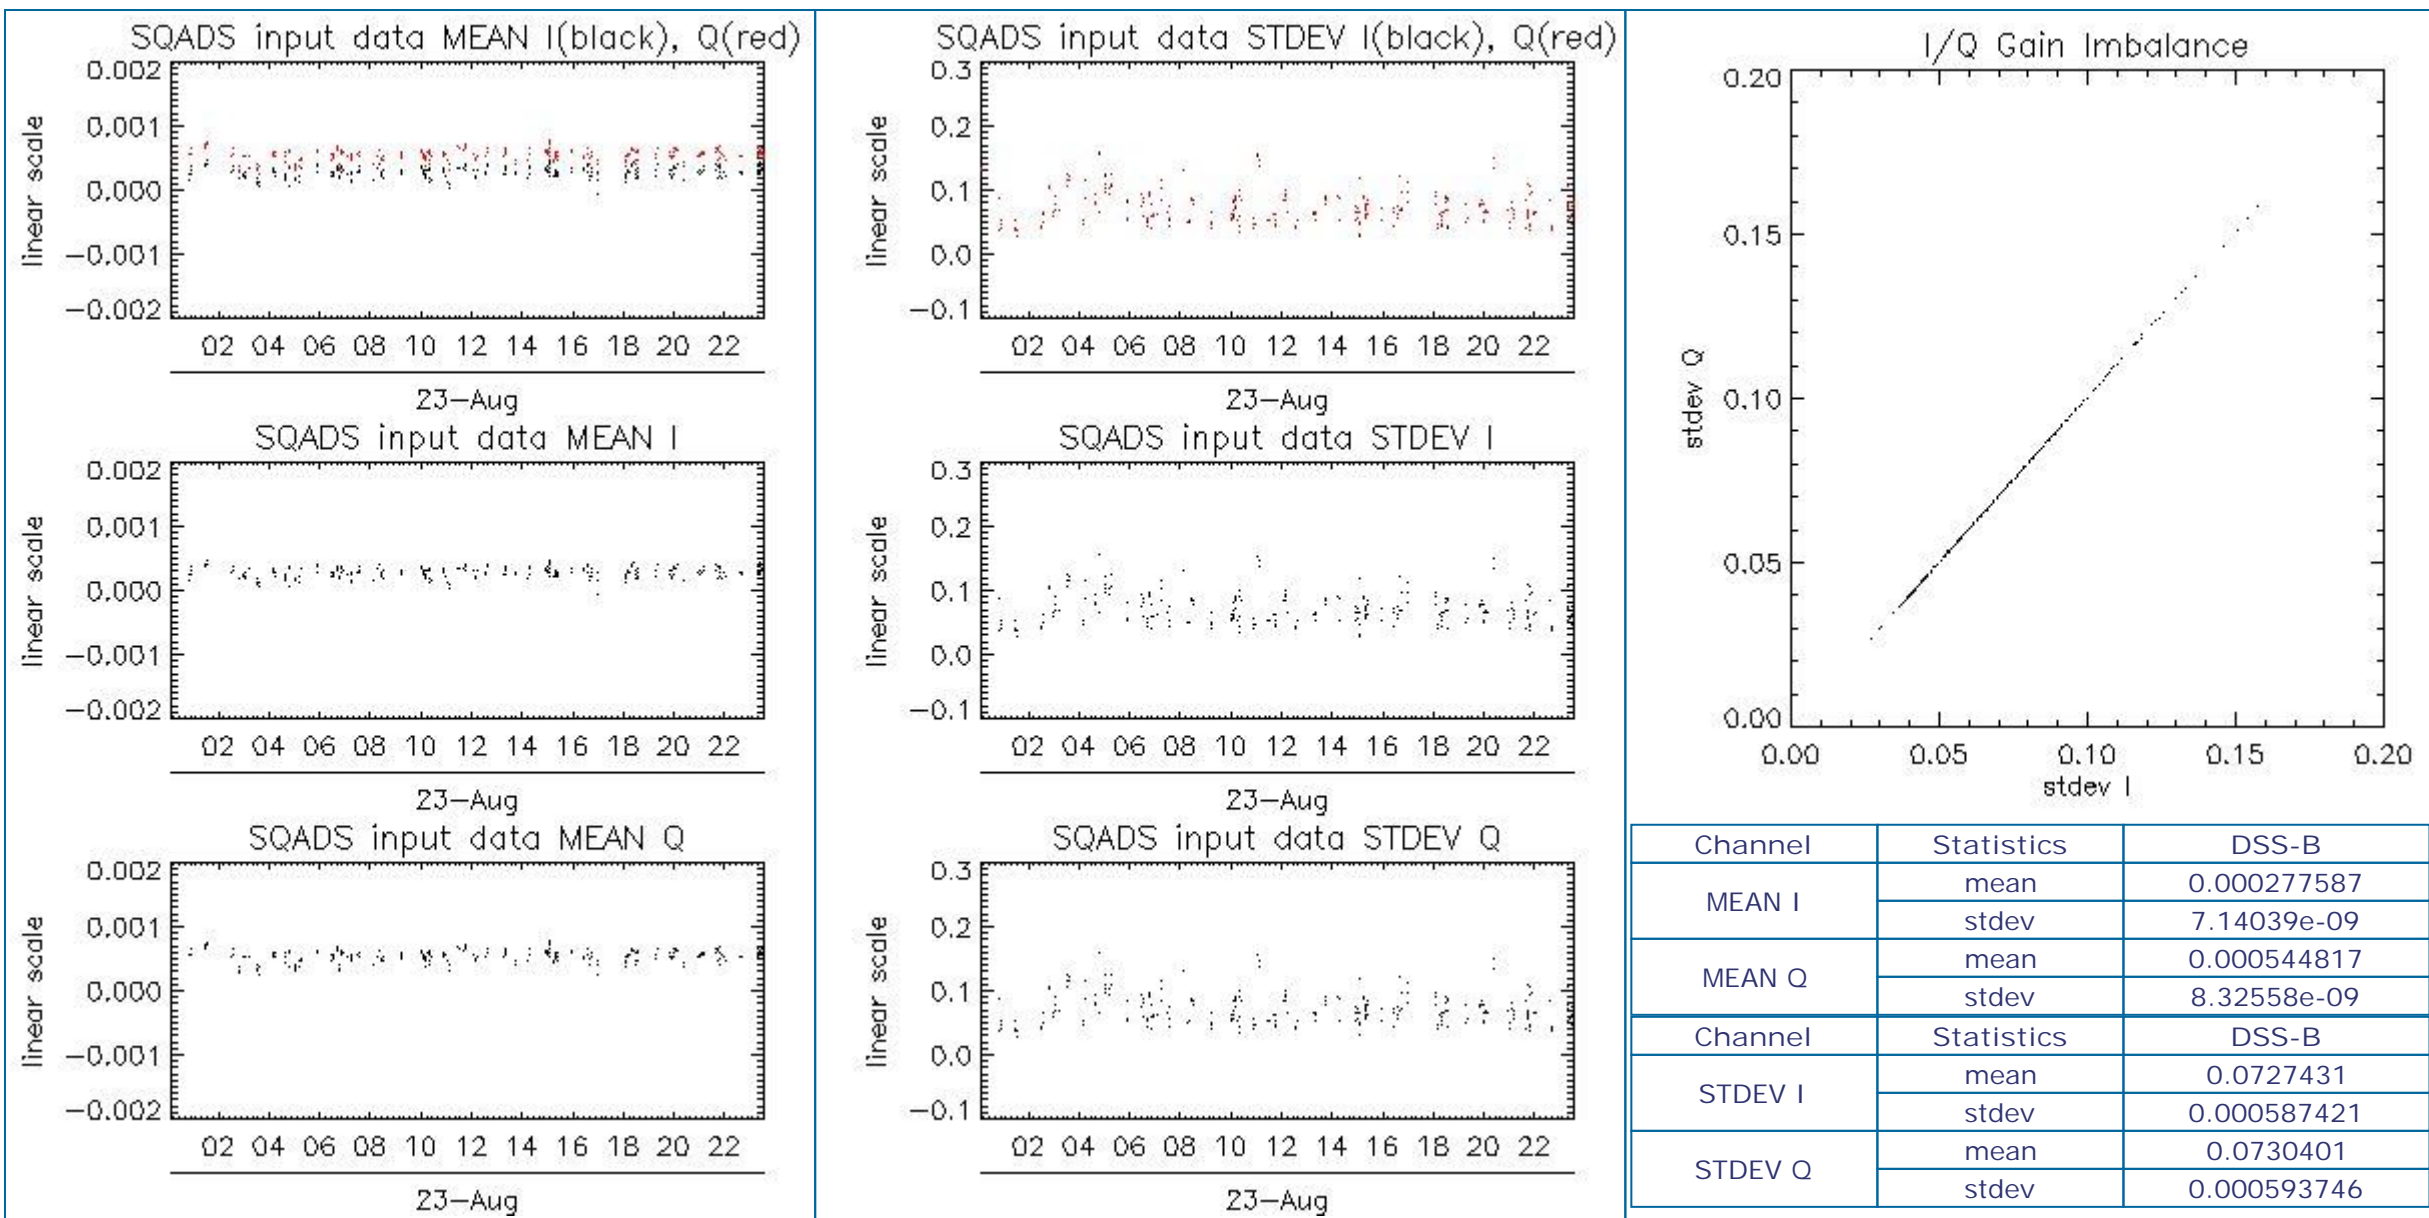 SQADS input data MEAN I(black), Q(red)
0.002
0.001
0.000
−0.001
−0.002
linear scale
02 04 06 08 10 12 14 16 18 20 22
23−Aug
SQADS input data MEAN I
0.002
0.001
0.000
−0.001
−0.002
linear scale
02 04 06 08 10 12 14 16 18 20 22
23−Aug
SQADS input data MEAN Q
0.002
0.001
0.000
−0.001
−0.002
linear scale
02 04 06 08 10 12 14 16 18 20 22
23−Aug
SQADS input data STDEV I(black), Q(red)
0.3
0.2
0.1
0.0
−0.1
linear scale
02 04 06 08 10 12 14 16 18 20 22
23−Aug
SQADS input data STDEV I
0.3
0.2
0.1
0.0
−0.1
linear scale
02 04 06 08 10 12 14 16 18 20 22
23−Aug
SQADS input data STDEV Q
0.3
0.2
0.1
0.0
−0.1
linear scale
02 04 06 08 10 12 14 16 18 20 22
23−Aug
I/Q Gain Imbalance
0.20
0.15
0.10
0.05
0.00
stdev Q
0.00 0.05 0.10 0.15 0.20
stdev I
Channel Statistics DSS-B
MEAN I mean 0.000277587
stdev 7.14039e-09
MEAN Q mean 0.000544817
stdev 8.32558e-09
Channel Statistics DSS-B
STDEV I mean 0.0727431
stdev 0.000587421
STDEV Q mean 0.0730401
stdev 0.000593746